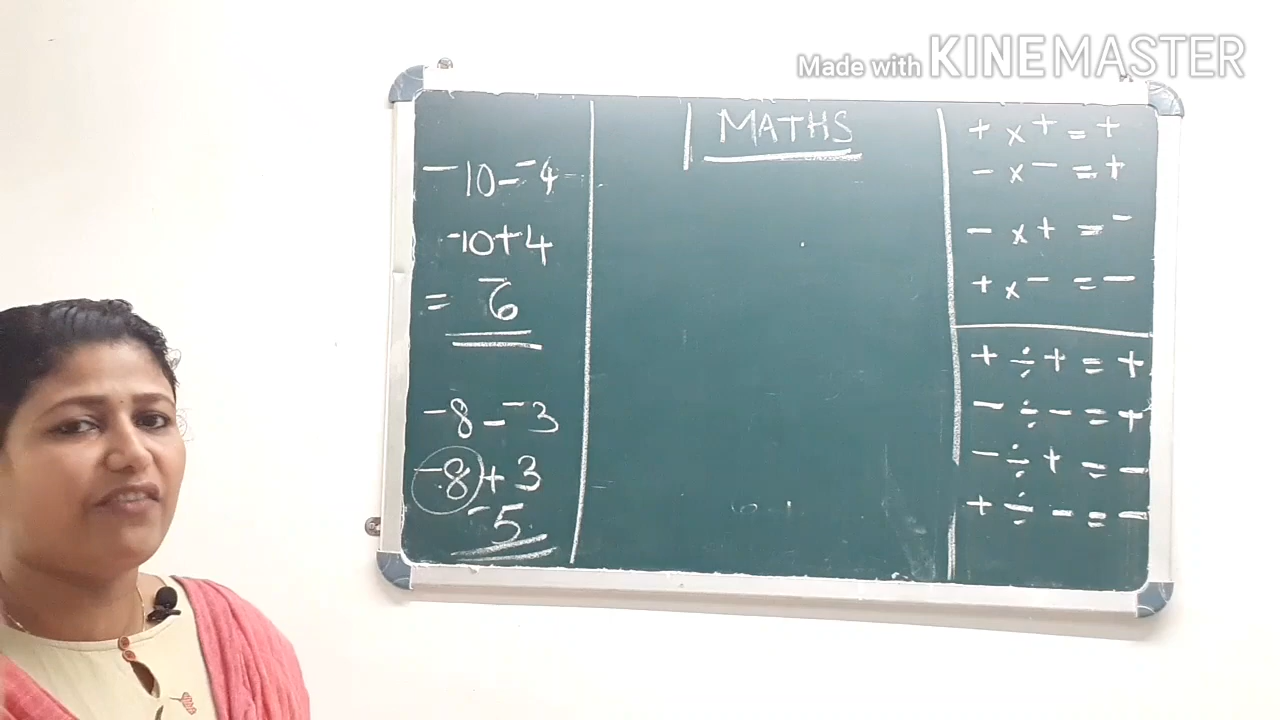 Made with KINEMASTER
MATHS
⁻10 - ⁻4
⁻10 + 4
= ⁻6
⁻8 - ⁻3
⁻8 + 3
⁻5
+ × + = +
- × - = +
- × + = -
+ × - = -
+ ÷ + = +
- ÷ - = +
- ÷ + = -
+ ÷ - = -